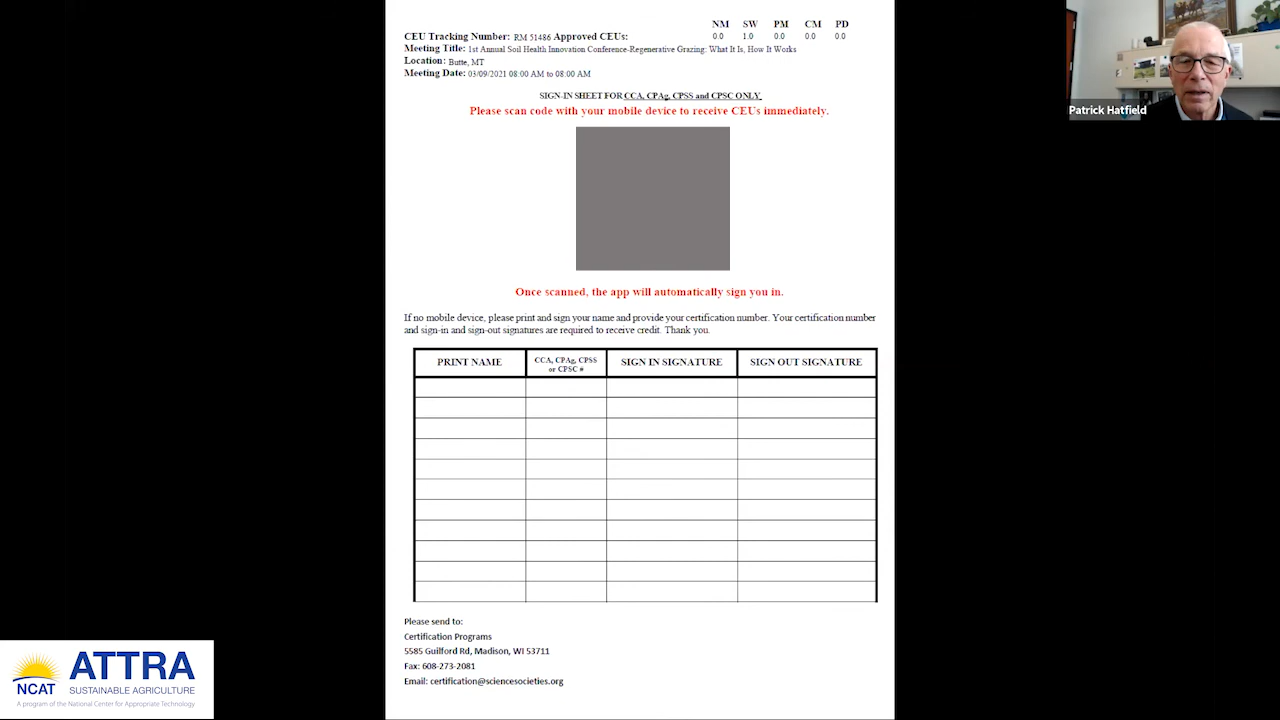 NM SW PM CM PD
CEU Tracking Number: RM 51486 Approved CEUs: 0.0 1.0 0.0 0.0 0.0
Meeting Title: 1st Annual Soil Health Innovation Conference-Regenerative Grazing: What It Is, How It Works
Location: Butte, MT
Meeting Date: 03/09/2021 08:00 AM to 08:00 AM
SIGN-IN SHEET FOR CCA, CPAg, CPSS and CPSC ONLY.
Please scan code with your mobile device to receive CEUs immediately.
Once scanned, the app will automatically sign you in.
If no mobile device, please print and sign your name and provide your certification number. Your certification number
and sign-in and sign-out signatures are required to receive credit. Thank you.
PRINT NAME
CCA, CPAg, CPSS
or CPSC #
SIGN IN SIGNATURE
SIGN OUT SIGNATURE
Please send to:
Certification Programs
5585 Guilford Rd, Madison, WI 53711
Fax: 608-273-2081
Email: certification@sciencesocieties.org
Patrick Hatfield
NCAT
ATTRA
SUSTAINABLE AGRICULTURE
A program of the National Center for Appropriate Technology